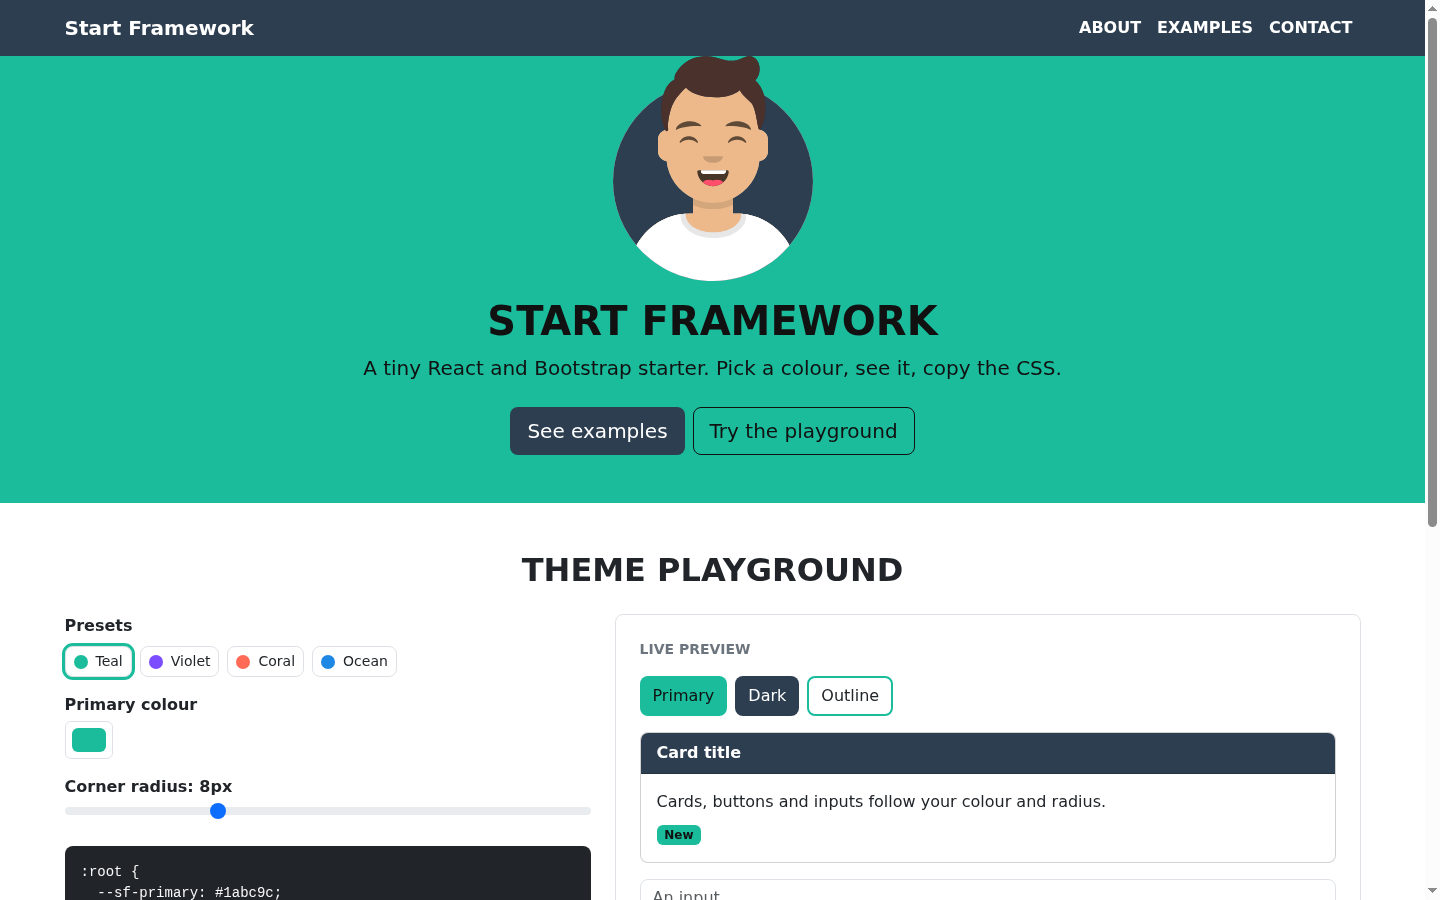 Start Framework
ABOUT EXAMPLES CONTACT
START FRAMEWORK
A tiny React and Bootstrap starter. Pick a colour, see it, copy the CSS.
See examples
Try the playground
THEME PLAYGROUND
Presets
Teal
Violet
Coral
Ocean
Primary colour
Corner radius: 8px
:root {
--sf-primary: #1abc9c;
LIVE PREVIEW
Primary
Dark
Outline
Card title
Cards, buttons and inputs follow your colour and radius.
New
An input